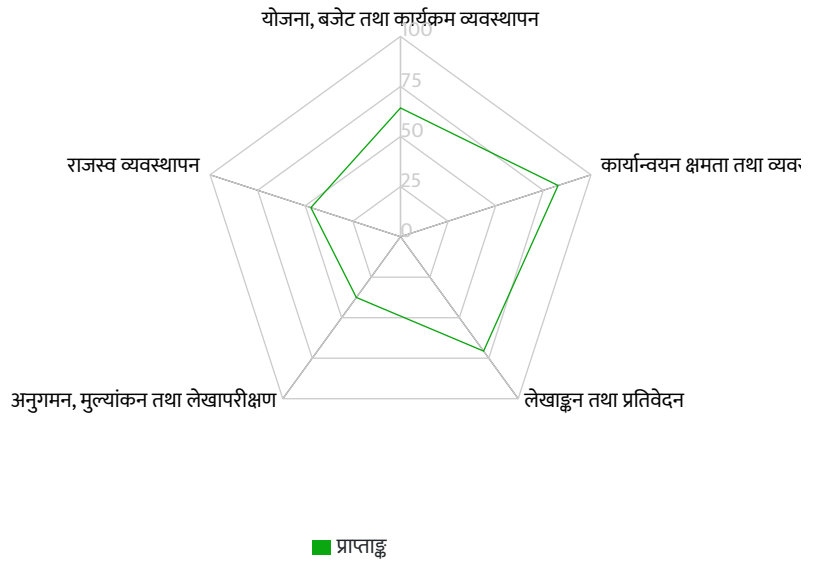 योजना, बजेट तथा कार्यक्रम व्यवस्थापन
100
75
50
25
0
राजस्व व्यवस्थापन
कार्यान्वयन क्षमता तथा
अनुगमन, मुल्यांकन तथा लेखापरीक्षण
लेखाङ्कन तथा प्रतिवेदन
प्राप्ताङ्क